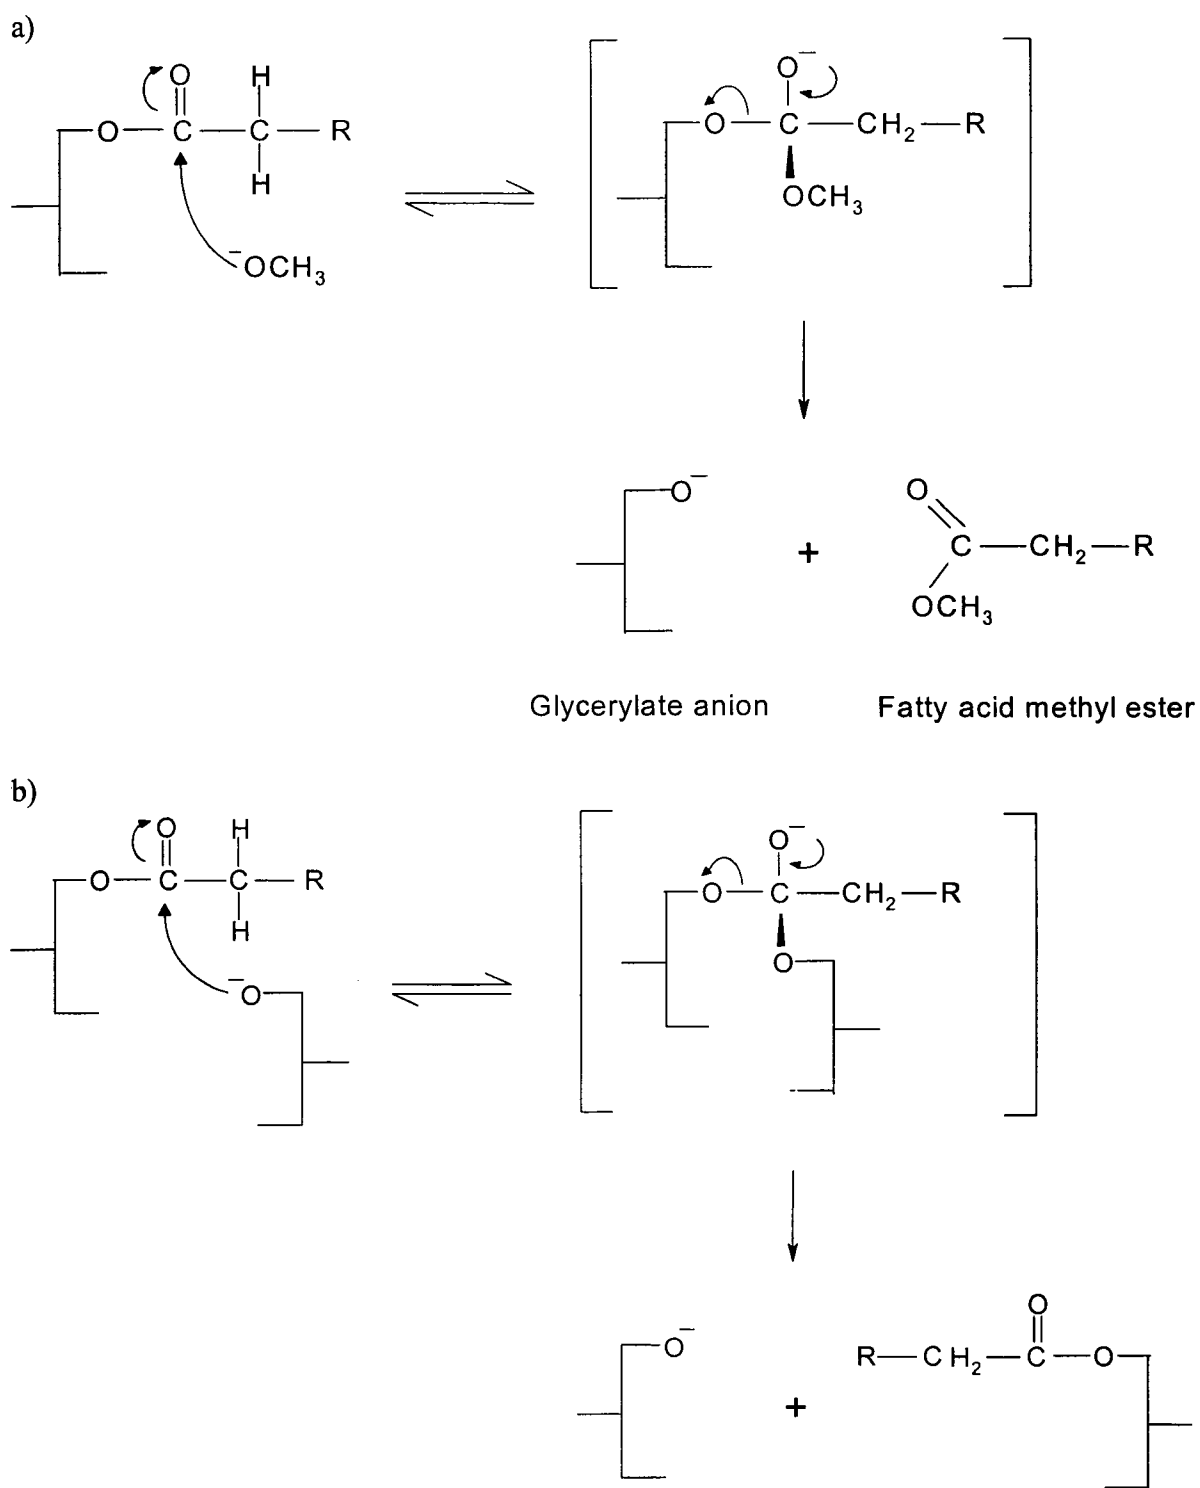 a)
O H
O C C R
H
⁻OCH₃
O⁻
O C CH₂ R
OCH₃
O⁻ + O
C CH₂ R
OCH₃
Glycerylate anion Fatty acid methyl ester
b)
O H
O C C R
H
⁻O
O⁻
O C CH₂ R
O
O⁻ + O
R CH₂ C O